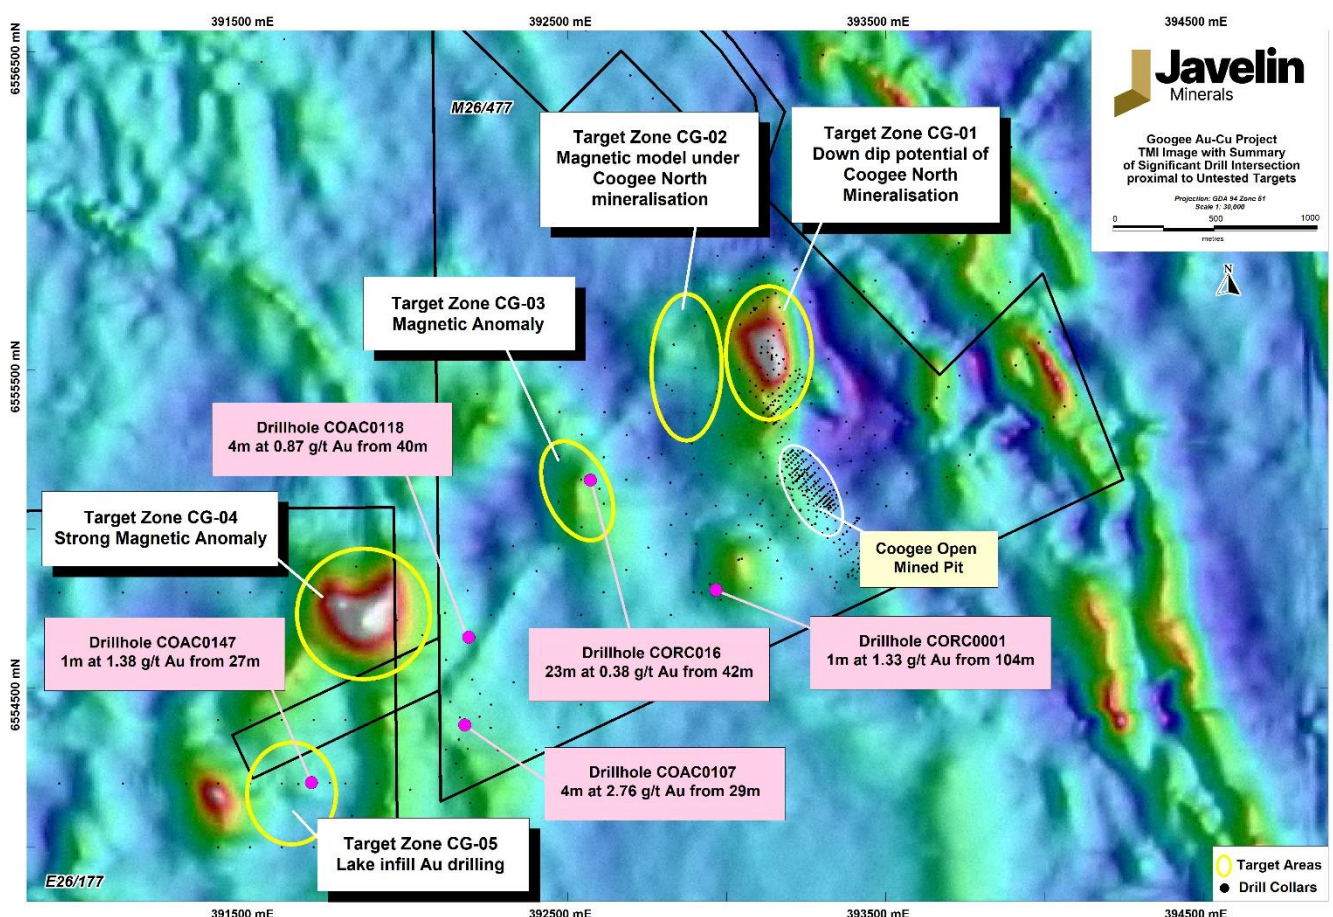 391500 mE
392500 mE
393500 mE
394500 mE
6556500 mN
6555500 mN
6554500 mN
Javelin
Minerals
Googee Au-Cu Project
TMI Image with Summary
of Significant Drill Intersection
proximal to Untested Targets
Projection: GDA 94 Zone 51
Scale 1: 30,000
0 500 1000
metres
N
M26/477
Target Zone CG-02
Magnetic model under
Coogee North
mineralisation
Target Zone CG-01
Down dip potential of
Coogee North
Mineralisation
Target Zone CG-03
Magnetic Anomaly
Drillhole COAC0118
4m at 0.87 g/t Au from 40m
Target Zone CG-04
Strong Magnetic Anomaly
Coogee Open
Mined Pit
Drillhole COAC0147
1m at 1.38 g/t Au from 27m
Drillhole CORC016
23m at 0.38 g/t Au from 42m
Drillhole CORC0001
1m at 1.33 g/t Au from 104m
Drillhole COAC0107
4m at 2.76 g/t Au from 29m
Target Zone CG-05
Lake infill Au drilling
E26/177
Target Areas
Drill Collars
391500 mE
392500 mE
393500 mE
394500 mE